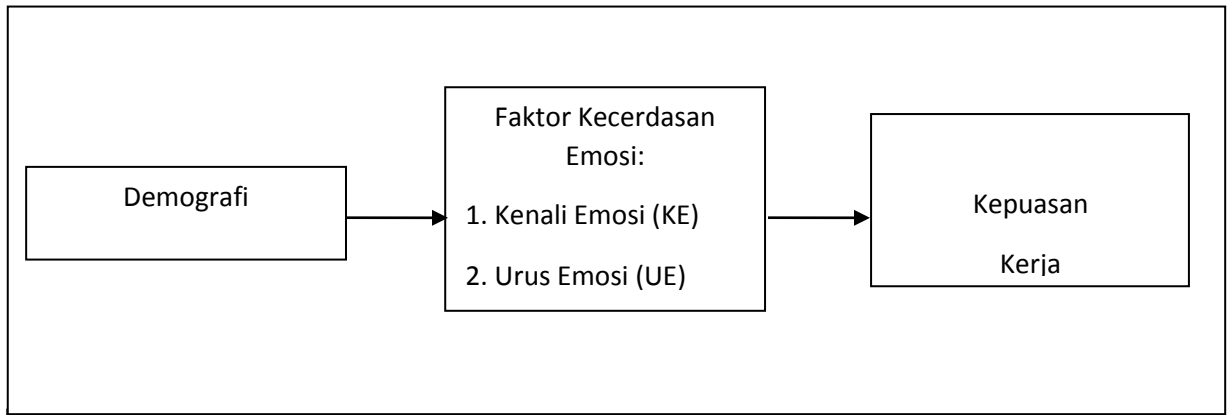 Demografi
Faktor Kecerdasan
Emosi:
1. Kenali Emosi (KE)
2. Urus Emosi (UE)
Kepuasan
Kerja